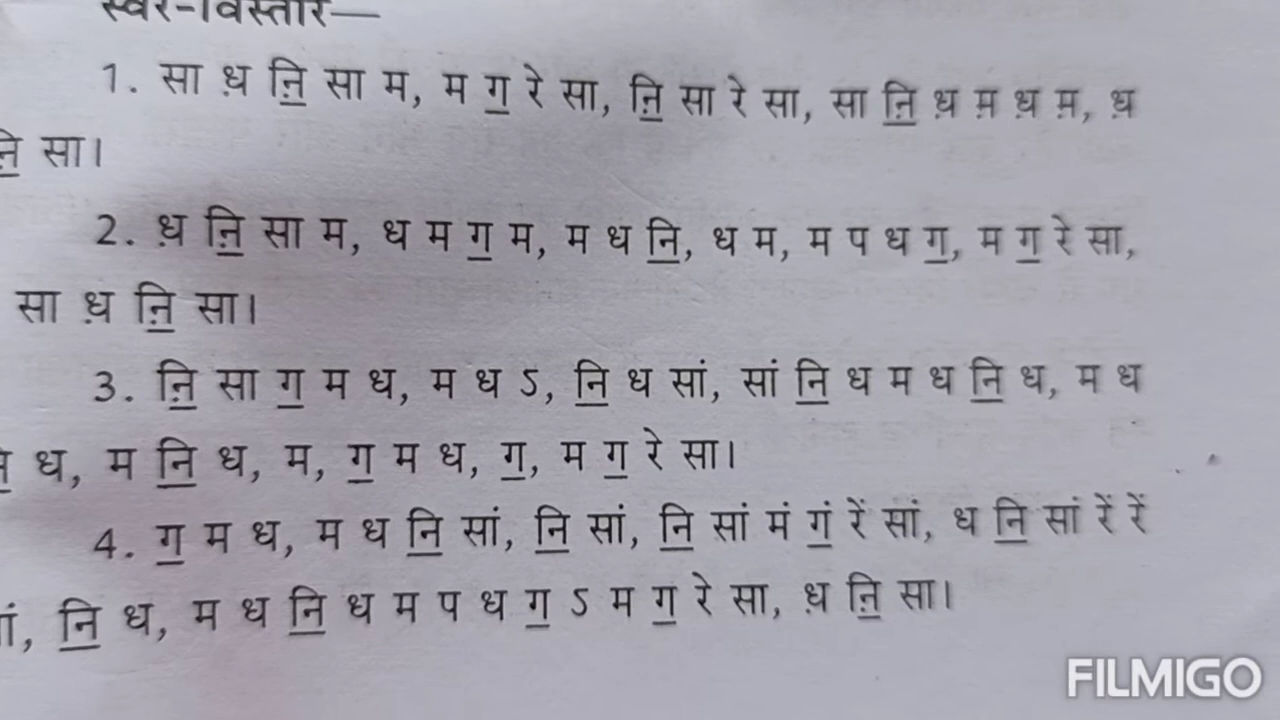 स्वर-विस्तार—
1. सा ध़ ऩि॒ सा म, म ग॒ रे सा, ऩि॒ सा रे सा, सा ऩि॒ ध़ म़ ध़ म़, ध़
ऩि॒ सा।
2. ध़ ऩि॒ सा म, ध म ग॒ म, म ध नि॒, ध म, म प ध ग॒, म ग॒ रे सा,
सा ध़ ऩि॒ सा।
3. ऩि॒ सा ग॒ म ध, म ध ऽ, नि॒ ध सां, सां नि॒ ध म ध नि॒ ध, म ध
ध, म नि॒ ध, म, ग॒ म ध, ग॒, म ग॒ रे सा।
4. ग॒ म ध, म ध नि॒ सां, नि॒ सां, नि॒ सां मं गं॒ रें सां, ध नि॒ सां रें रें
नि॒ ध, म ध नि॒ ध म प ध ग॒ ऽ म ग॒ रे सा, ध़ ऩि॒ सा।
FILMIGO